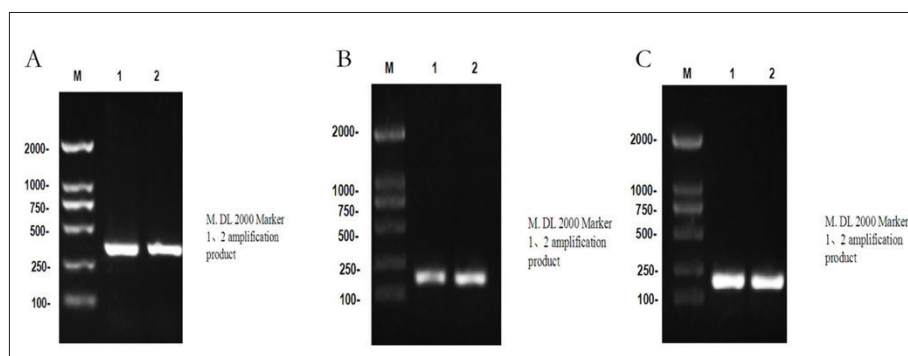 A
M 1 2
2000-
1000-
750-
500-
250-
100-
M. DL 2000 Marker
1、2 amplification
product
B
M 1 2
2000-
1000-
750-
500-
250-
100-
M. DL 2000 Marker
1、2 amplification
product
C
M 1 2
2000-
1000-
750-
500-
250-
100-
M. DL 2000 Marker
1、2 amplification
product